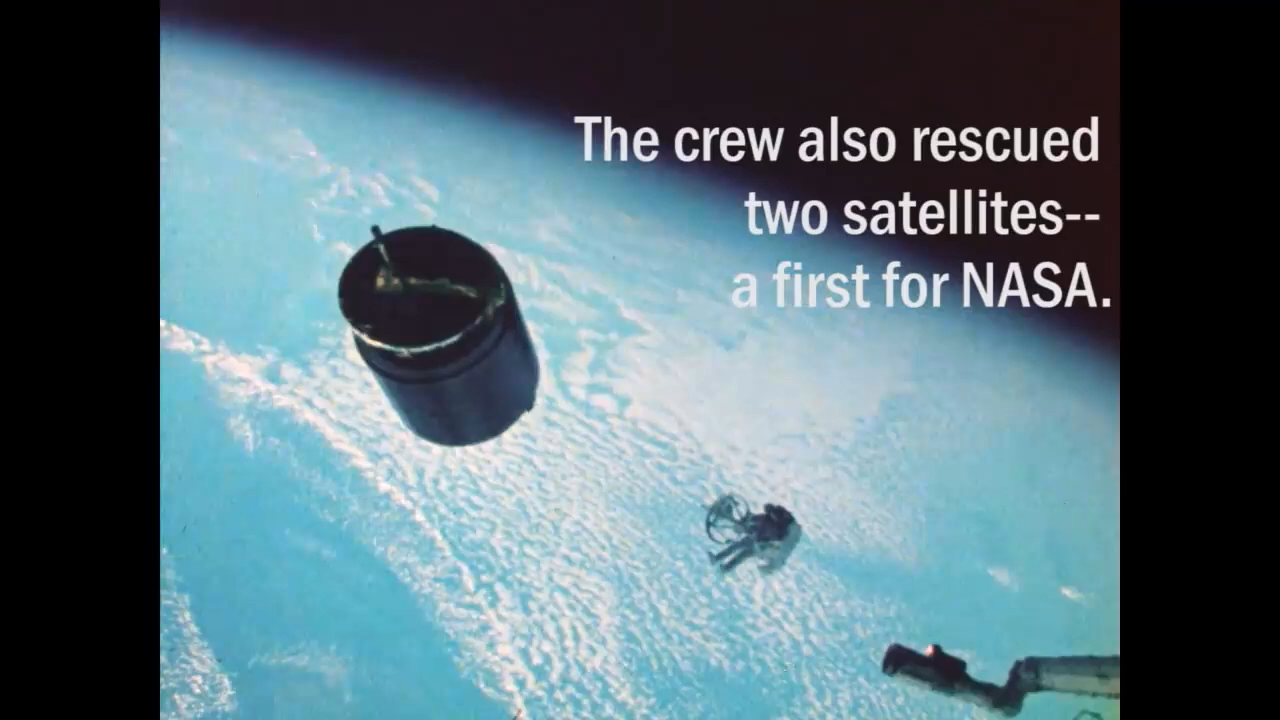 The crew also rescued
two satellites--
a first for NASA.